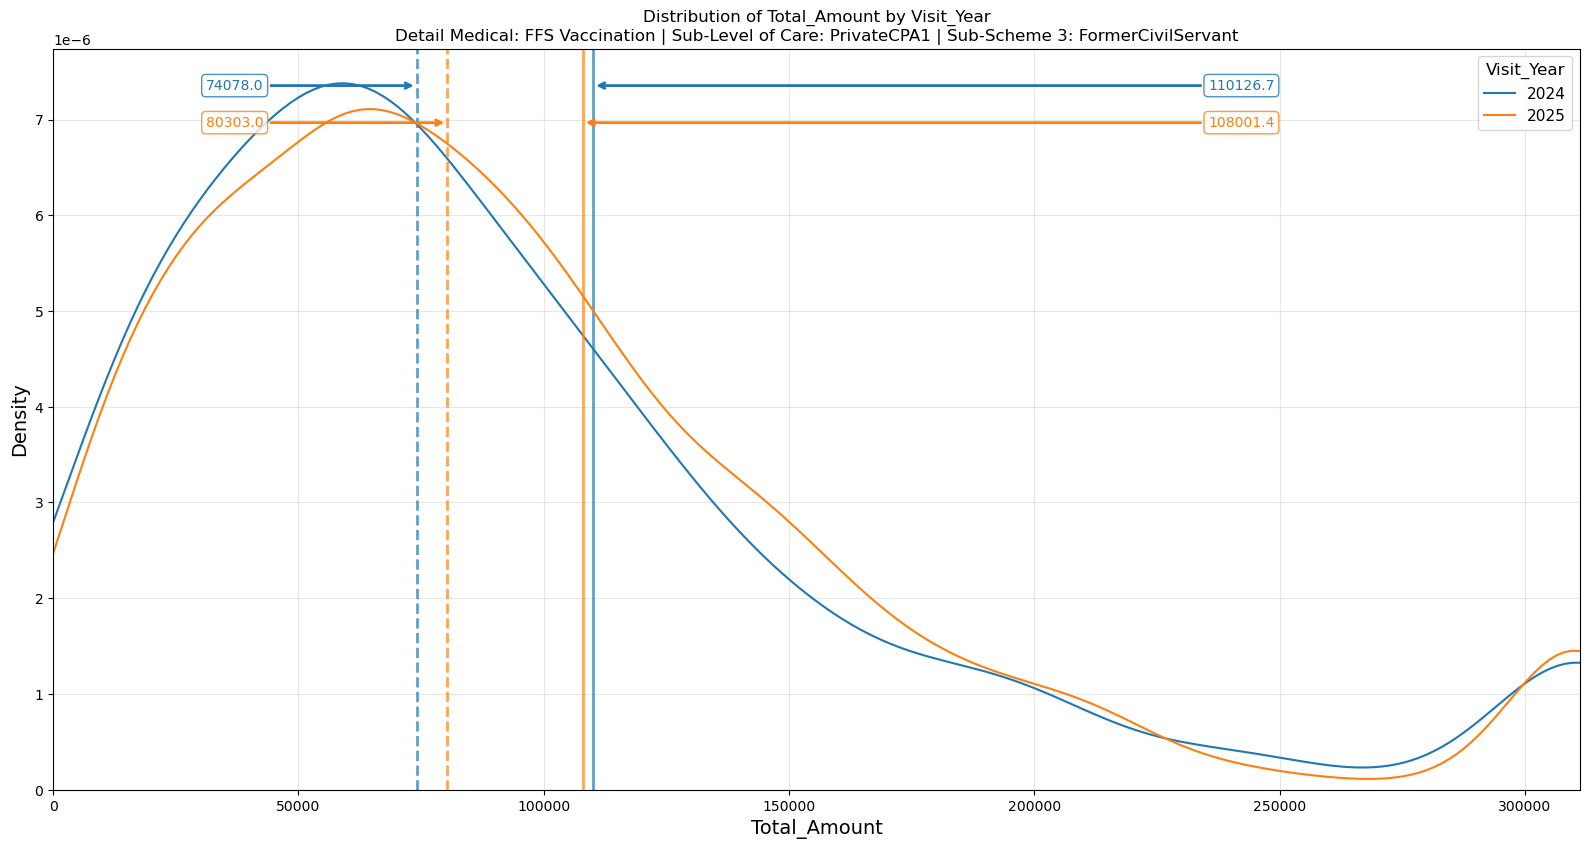 Distribution of Total_Amount by Visit_Year
Detail Medical: FFS Vaccination | Sub-Level of Care: PrivateCPA1 | Sub-Scheme 3: FormerCivilServant
1e−6
74078.0
110126.7
80303.0
108001.4
Visit_Year
2024
2025
Density
7
6
5
4
3
2
1
0
0 50000 100000 150000 200000 250000 300000
Total_Amount